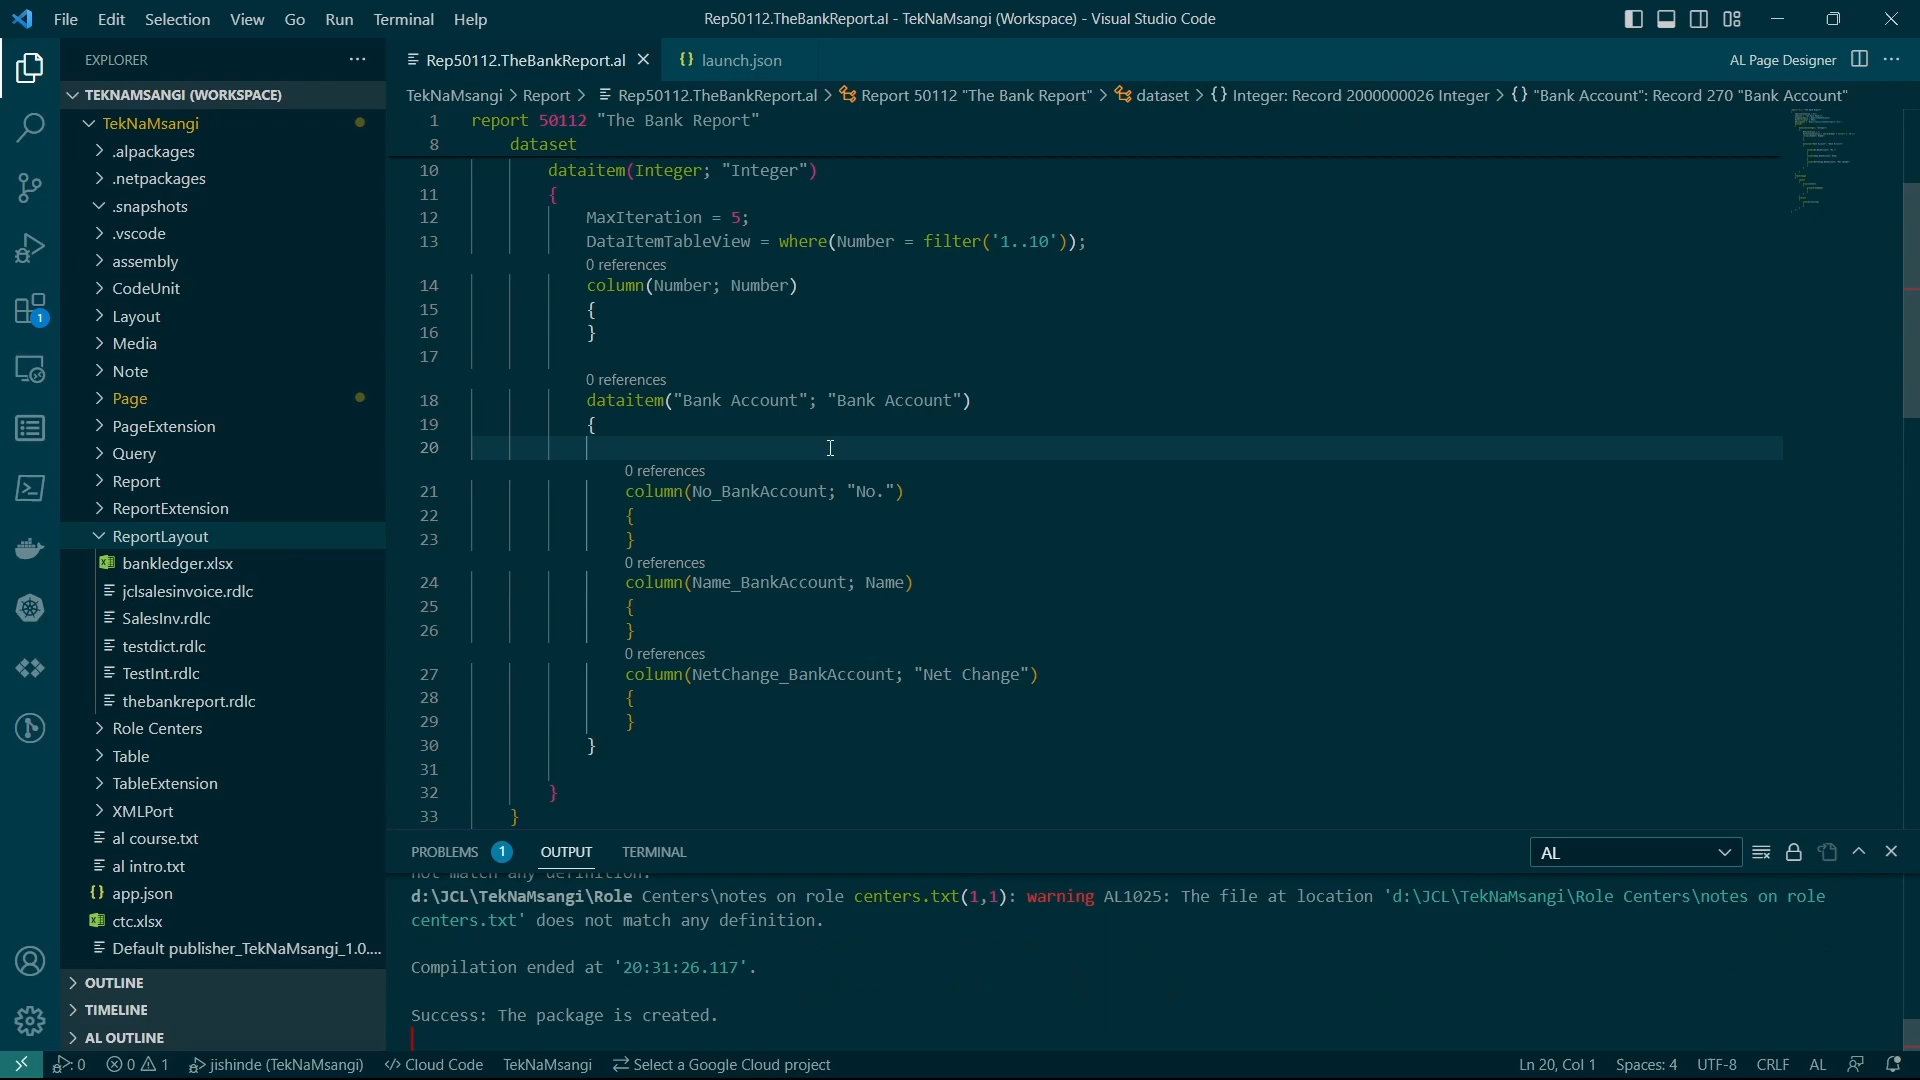 File Edit Selection View Go Run Terminal Help
Rep50112.TheBankReport.al - TekNaMsangi (Workspace) - Visual Studio Code
EXPLORER
Rep50112.TheBankReport.al
launch.json
AL Page Designer
TEKNAMSANGI (WORKSPACE)
TekNaMsangi > Report > Rep50112.TheBankReport.al > Report 50112 "The Bank Report" > dataset > {} Integer: Record 2000000026 Integer > {} "Bank Account": Record 270 "Bank Account"
TekNaMsangi
.alpackages
.netpackages
.snapshots
.vscode
assembly
CodeUnit
Layout
Media
Note
Page
PageExtension
Query
Report
ReportExtension
ReportLayout
bankledger.xlsx
jclsalesinvoice.rdlc
SalesInv.rdlc
testdict.rdlc
TestInt.rdlc
thebankreport.rdlc
Role Centers
Table
TableExtension
XMLPort
al course.txt
al intro.txt
{} app.json
ctc.xlsx
Default publisher_TekNaMsangi_1.0....
OUTLINE
TIMELINE
AL OUTLINE
1
1 report 50112 "The Bank Report"
8 dataset
10 dataitem(Integer; "Integer")
11 {
12 MaxIteration = 5;
13 DataItemTableView = where(Number = filter('1..10'));
0 references
14 column(Number; Number)
15 {
16 }
17
0 references
18 dataitem("Bank Account"; "Bank Account")
19 {
20
0 references
21 column(No_BankAccount; "No.")
22 {
23 }
0 references
24 column(Name_BankAccount; Name)
25 {
26 }
0 references
27 column(NetChange_BankAccount; "Net Change")
28 {
29 }
30 }
31
32 }
33 }
PROBLEMS 1 OUTPUT TERMINAL
AL
not match any definition.
d:\JCL\TekNaMsangi\Role Centers\notes on role centers.txt(1,1): warning AL1025: The file at location 'd:\JCL\TekNaMsangi\Role Centers\notes on role
centers.txt' does not match any definition.
Compilation ended at '20:31:26.117'.
Success: The package is created.
0 0 1 jishinde (TekNaMsangi) </> Cloud Code TekNaMsangi Select a Google Cloud project
Ln 20, Col 1 Spaces: 4 UTF-8 CRLF AL